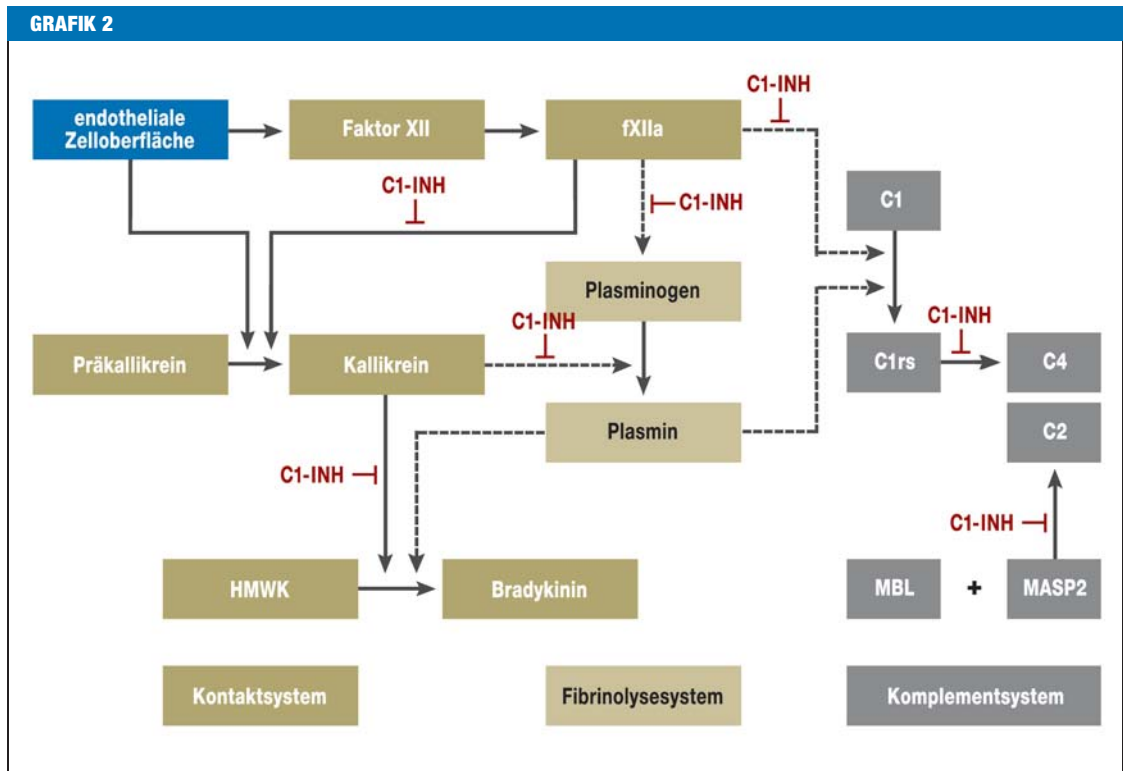 GRAFIK 2
C1-INH
endotheliale
Zelloberfläche
Faktor XII
fXIIa
C1-INH
C1-INH
C1
Plasminogen
C1-INH
C1-INH
Präkallikrein
Kallikrein
C1rs
C4
Plasmin
C2
C1-INH
C1-INH
HMWK
Bradykinin
MBL
+
MASP2
Kontaktsystem
Fibrinolysesystem
Komplementsystem